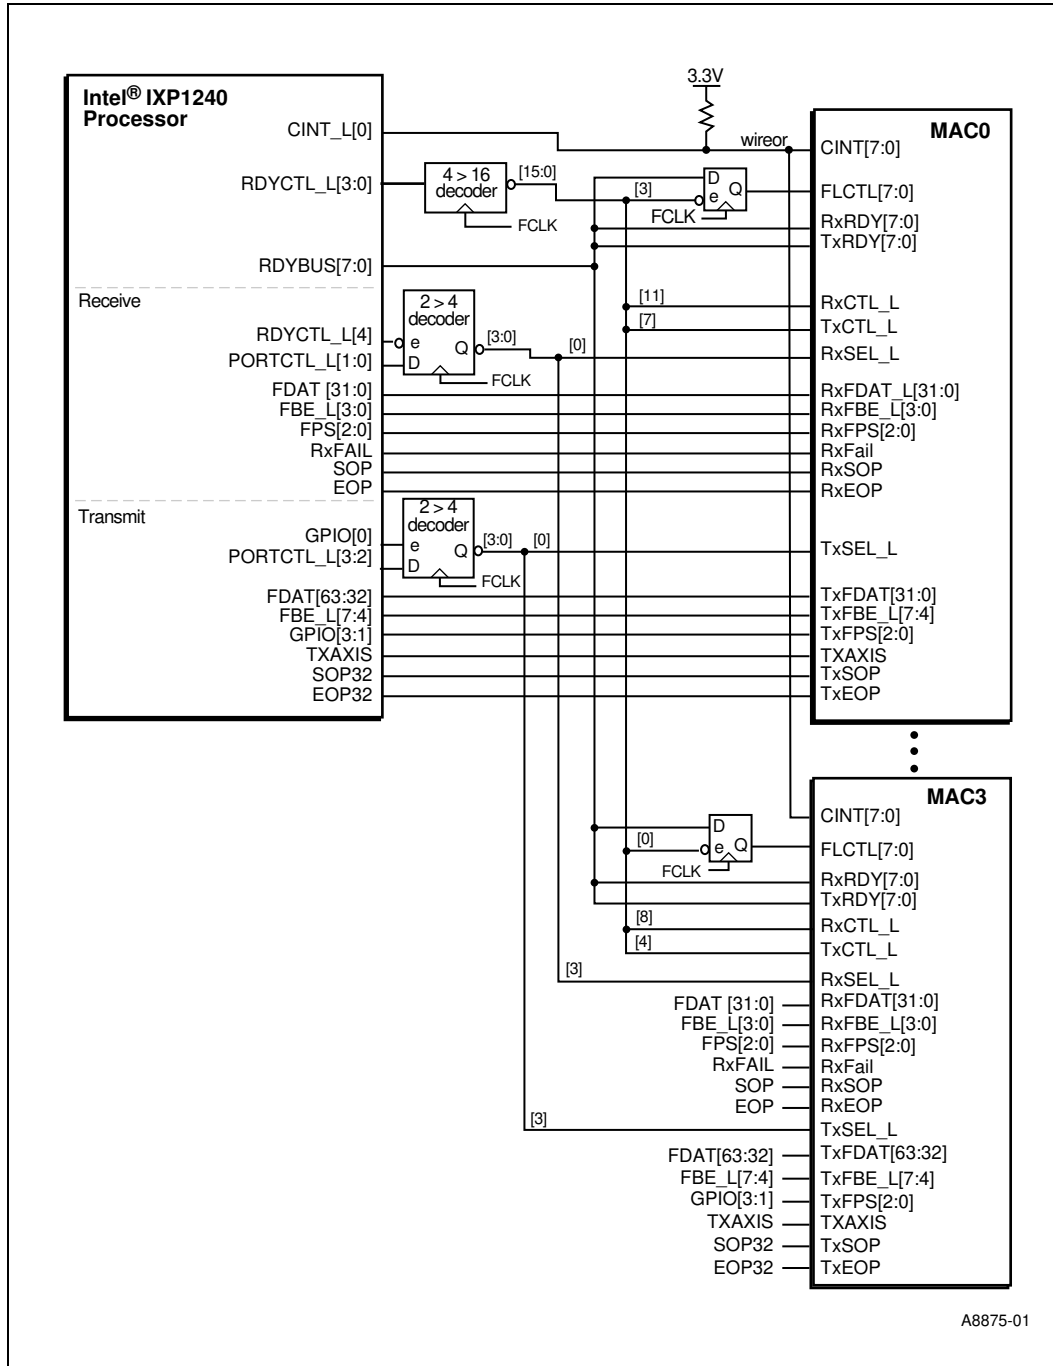 Intel® IXP1240
Processor
CINT_L[0]
RDYCTL_L[3:0]
RDYBUS[7:0]
Receive
RDYCTL_L[4]
PORTCTL_L[1:0]
FDAT [31:0]
FBE_L[3:0]
FPS[2:0]
RxFAIL
SOP
EOP
Transmit
GPIO[0]
PORTCTL_L[3:2]
FDAT[63:32]
FBE_L[7:4]
GPIO[3:1]
TXAXIS
SOP32
EOP32
4 > 16
decoder
[15:0]
FCLK
2 > 4
decoder
e
Q
D
[3:0]
[0]
FCLK
2 > 4
decoder
e
Q
D
[3:0]
[0]
FCLK
3.3V
wireor
[3]
D
Q
e
FCLK
[11]
[7]
MAC0
CINT[7:0]
FLCTL[7:0]
RxRDY[7:0]
TxRDY[7:0]
RxCTL_L
TxCTL_L
RxSEL_L
RxFDAT_L[31:0]
RxFBE_L[3:0]
RxFPS[2:0]
RxFail
RxSOP
RxEOP
TxSEL_L
TxFDAT[31:0]
TxFBE_L[7:4]
TxFPS[2:0]
TXAXIS
TxSOP
TxEOP
[0]
D
e
Q
FCLK
[8]
[4]
[3]
FDAT [31:0]
FBE_L[3:0]
FPS[2:0]
RxFAIL
SOP
EOP
[3]
FDAT[63:32]
FBE_L[7:4]
GPIO[3:1]
TXAXIS
SOP32
EOP32
MAC3
CINT[7:0]
FLCTL[7:0]
RxRDY[7:0]
TxRDY[7:0]
RxCTL_L
TxCTL_L
RxSEL_L
RxFDAT[31:0]
RxFBE_L[3:0]
RxFPS[2:0]
RxFail
RxSOP
RxEOP
TxSEL_L
TxFDAT[63:32]
TxFBE_L[7:4]
TxFPS[2:0]
TXAXIS
TxSOP
TxEOP
A8875-01